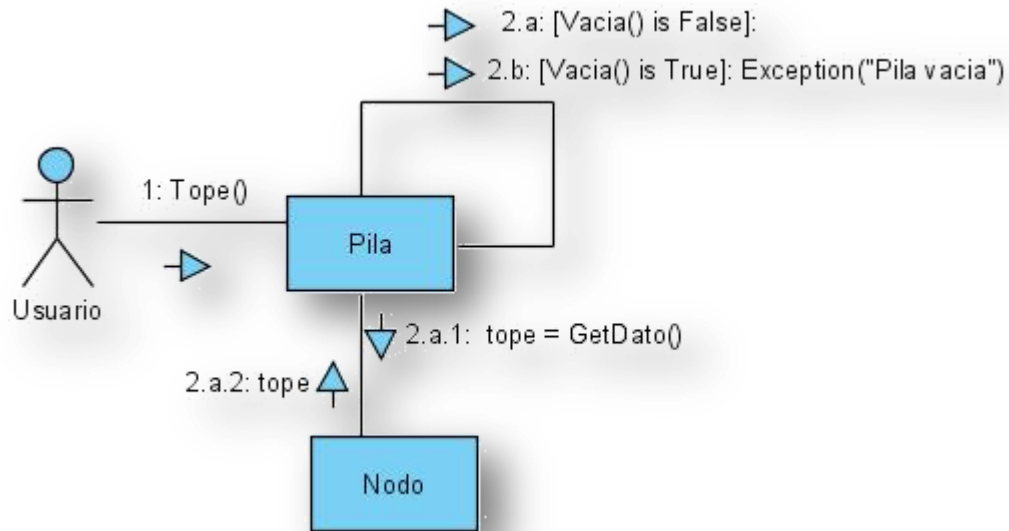 2.a: [Vacia() is False]:
2.b: [Vacia() is True]: Exception("Pila vacia")
1: Tope()
Pila
Usuario
2.a.1: tope = GetDato()
2.a.2: tope
Nodo